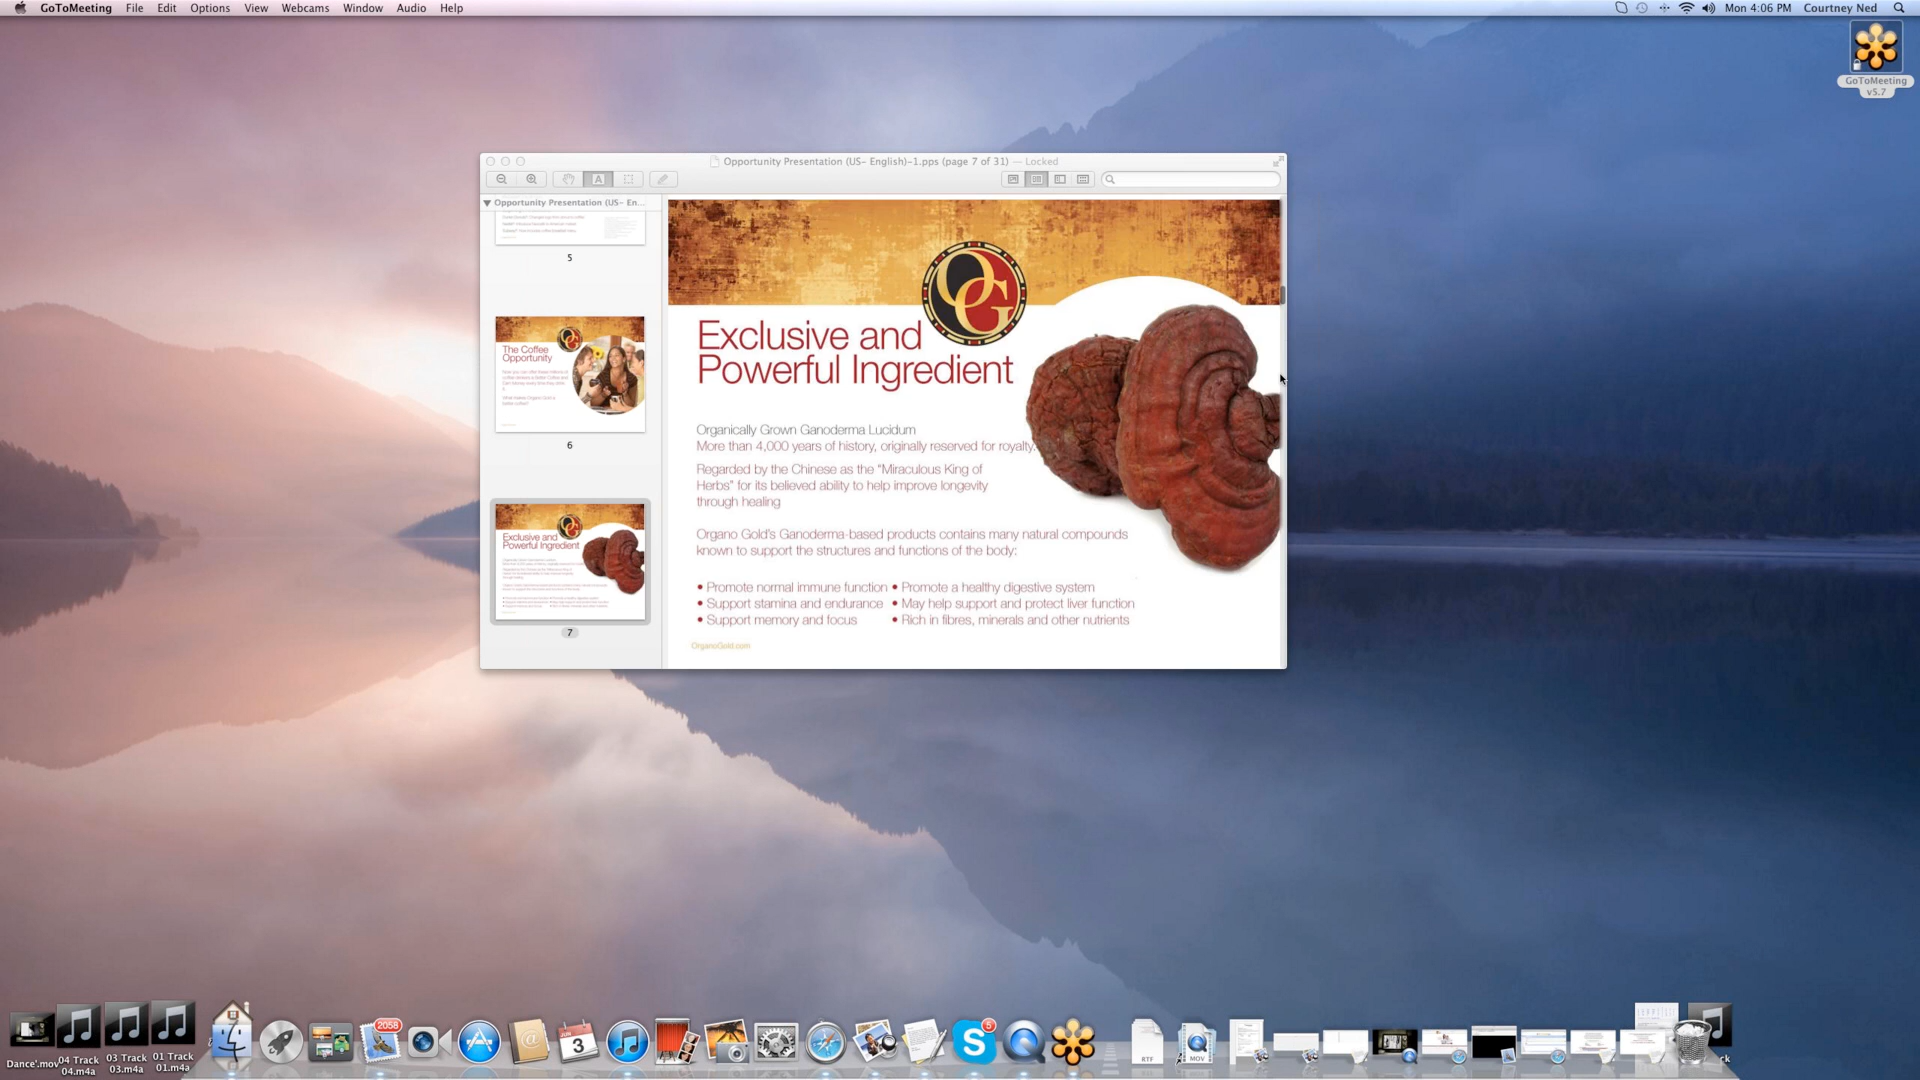 GoToMeeting File Edit Options View Webcams Window Audio Help
Mon 4:06 PM Courtney Ned
GoToMeeting
v5.7
Opportunity Presentation (US- English)-1.pps (page 7 of 31) — Locked
A
Opportunity Presentation (US- En...
5
The Coffee
Opportunity
6
Exclusive and
Powerful Ingredient
7
OG
Exclusive and
Powerful Ingredient
Organically Grown Ganoderma Lucidum
More than 4,000 years of history, originally reserved for royalty.
Regarded by the Chinese as the “Miraculous King of
Herbs” for its believed ability to help improve longevity
through healing
Organo Gold’s Ganoderma-based products contains many natural compounds
known to support the structures and functions of the body:
• Promote normal immune function • Promote a healthy digestive system
• Support stamina and endurance • May help support and protect liver function
• Support memory and focus • Rich in fibres, minerals and other nutrients
OrganoGold.com
Dance'.mov
04 Track
04.m4a
03 Track
03.m4a
01 Track
01.m4a
2058
JUN
3
5
RTF
MOV
ck